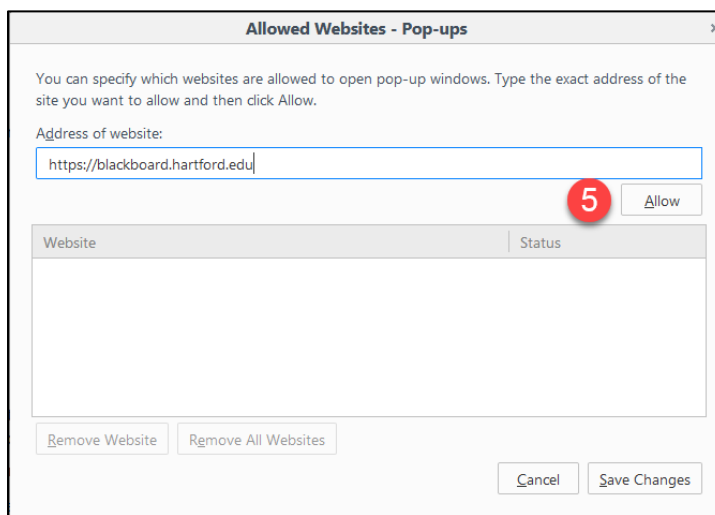 Allowed Websites - Pop-ups
You can specify which websites are allowed to open pop-up windows. Type the exact address of the
site you want to allow and then click Allow.
Address of website:
https://blackboard.hartford.edu
5 Allow
Website Status
Remove Website Remove All Websites
Cancel Save Changes